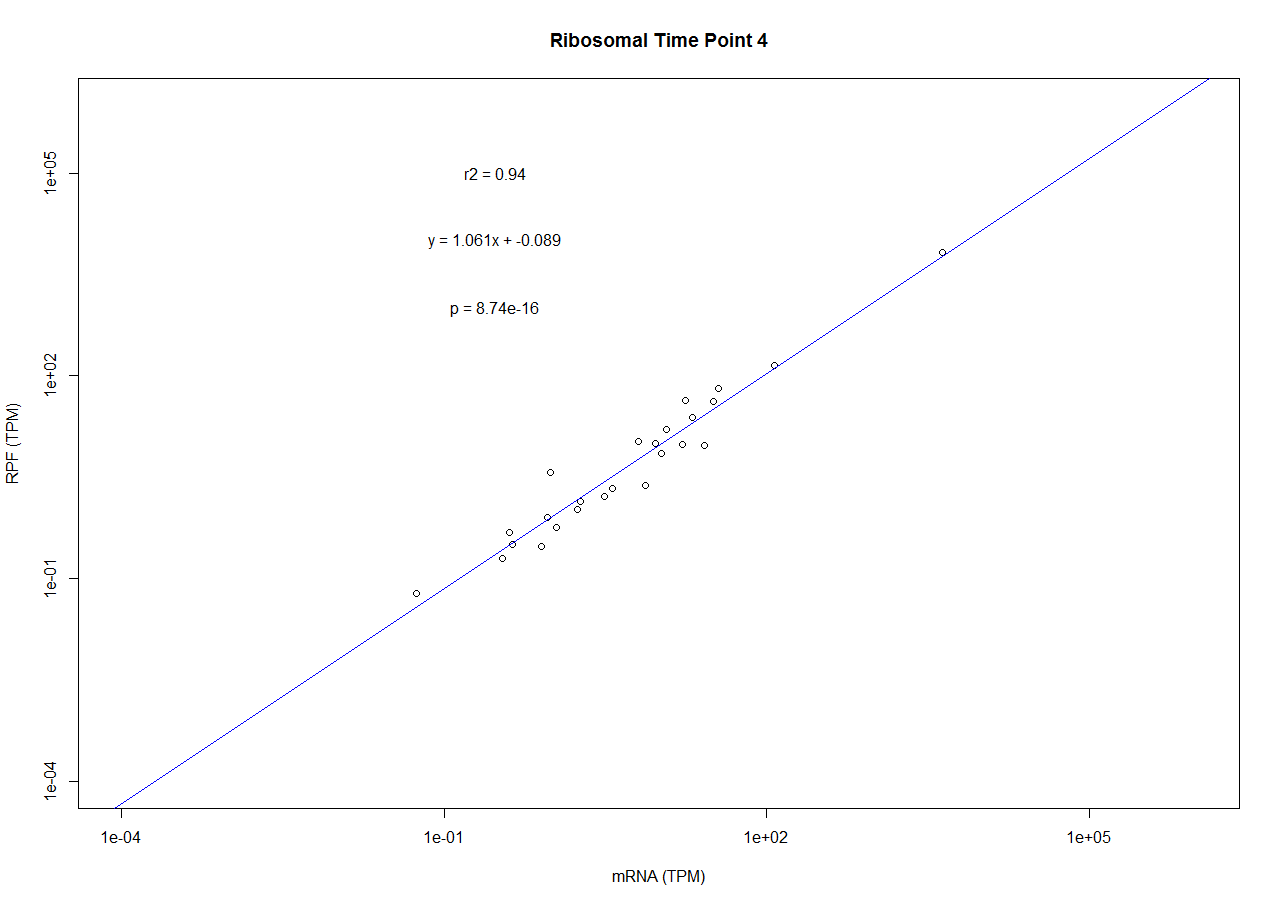 Ribosomal Time Point 4
r2 = 0.94
y = 1.061x + -0.089
p = 8.74e-16
RPF (TPM)
1e+05
1e+02
1e-01
1e-04
1e-04
1e-01
1e+02
1e+05
mRNA (TPM)